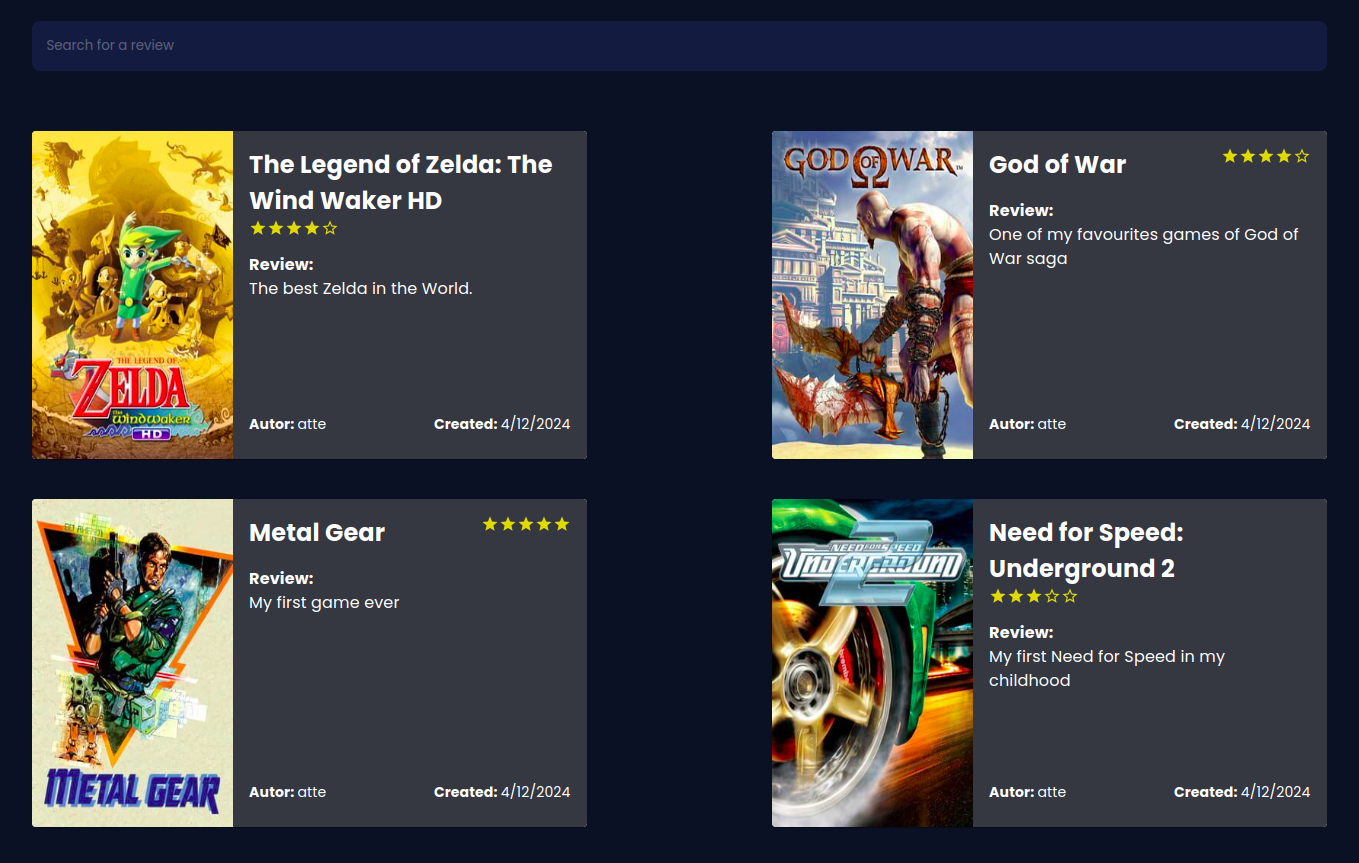 Search for a review
THE LEGEND OF
ZELDA
the
WindWaker
HD
The Legend of Zelda: The
Wind Waker HD
Review:
The best Zelda in the World.
Autor: atte
Created: 4/12/2024
GOD OF WAR
God of War
Review:
One of my favourites games of God of
War saga
Autor: atte
Created: 4/12/2024
METAL GEAR
Metal Gear
Review:
My first game ever
Autor: atte
Created: 4/12/2024
NEED FOR SPEED
UNDERGROUND
2
brembo
Need for Speed:
Underground 2
Review:
My first Need for Speed in my
childhood
Autor: atte
Created: 4/12/2024